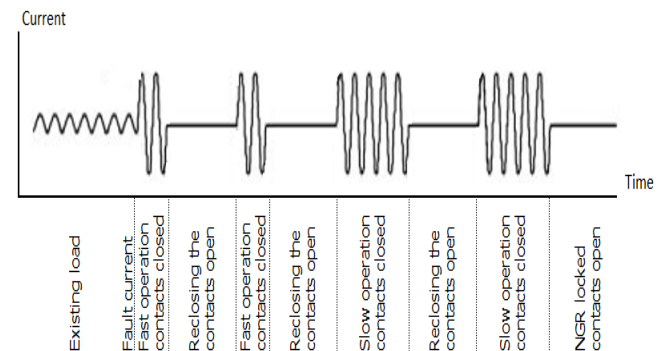 Current
Time
Existing load
Fault current
Fast operation
contacts closed
Reclosing the
contacts open
Fast operation
contacts closed
Reclosing the
contacts open
Slow operation
contacts closed
Reclosing the
contacts open
Slow operation
contacts closed
NGR locked
contacts open